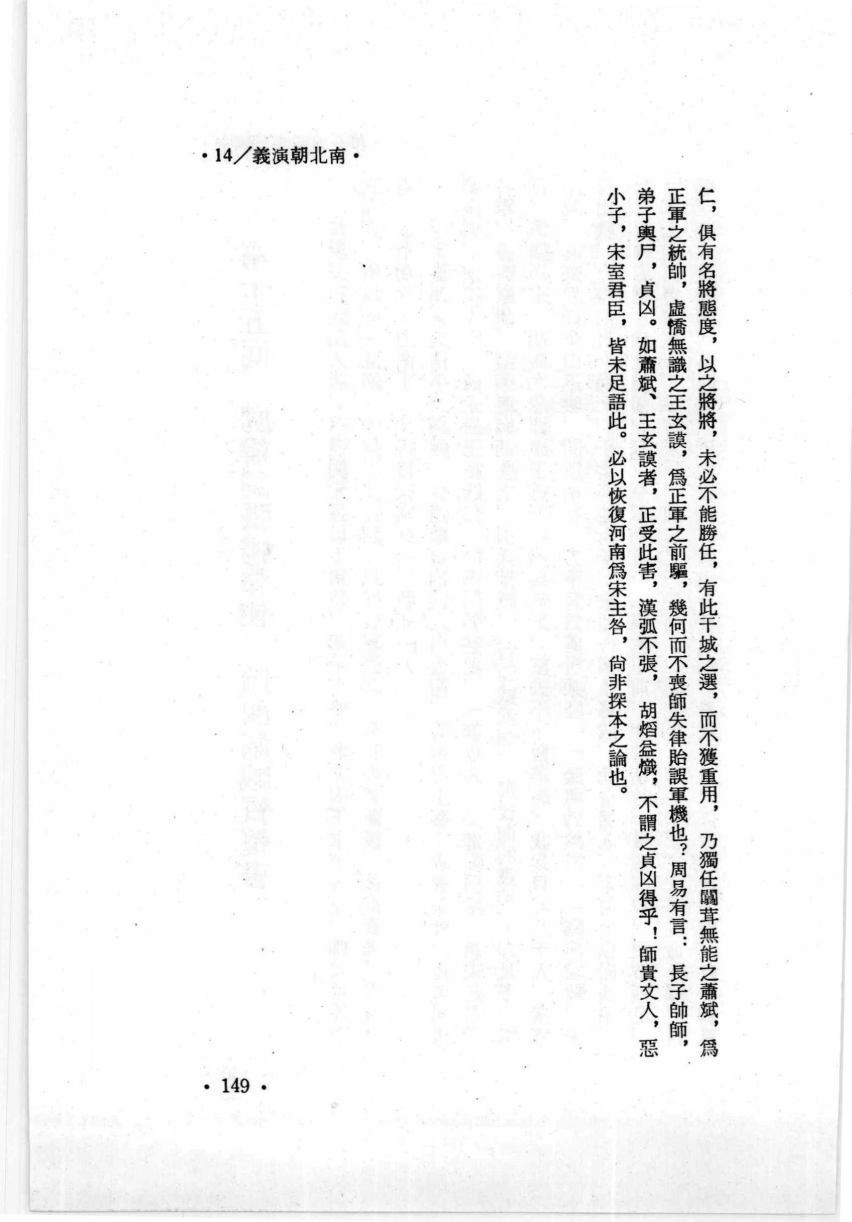 •14／義演朝北南•
仁，俱有名將態度，以之將將，未必不能勝任，有此干城之選，而不獲重用，乃獨任闒茸無能之蕭斌，爲
正軍之統帥，虛憍無識之王玄謨，爲正軍之前驅，幾何而不喪師失律貽誤軍機也？周易有言：長子帥師，
弟子輿尸，貞凶。如蕭斌、王玄謨者，正受此害，漢弧不張，胡燄益熾，不謂之貞凶得乎！師貴文人，惡
小子，宋室君臣，皆未足語此。必以恢復河南爲宋主咎，尙非探本之論也。
• 149 •